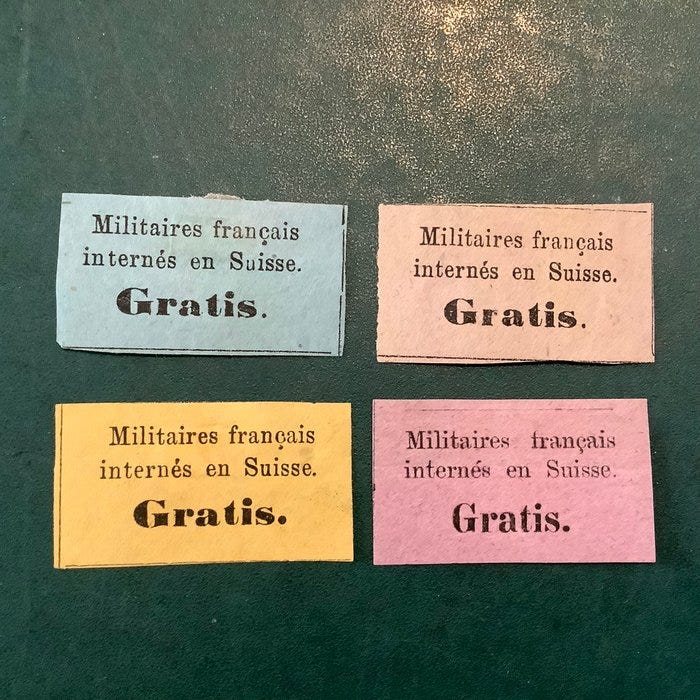 Militaires français
internés en Suisse.
Gratis.
Militaires français
internés en Suisse.
Gratis.
Militaires français
internés en Suisse.
Gratis.
Militaires français
internés en Suisse.
Gratis.